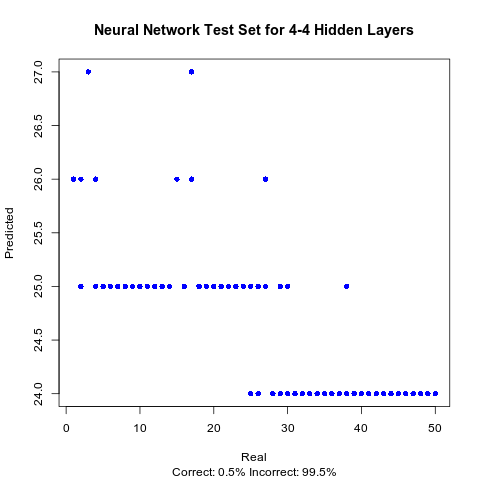 Neural Network Test Set for 4-4 Hidden Layers
27.0
26.5
26.0
25.5
25.0
24.5
24.0
Predicted
0 10 20 30 40 50
Real
Correct: 0.5% Incorrect: 99.5%